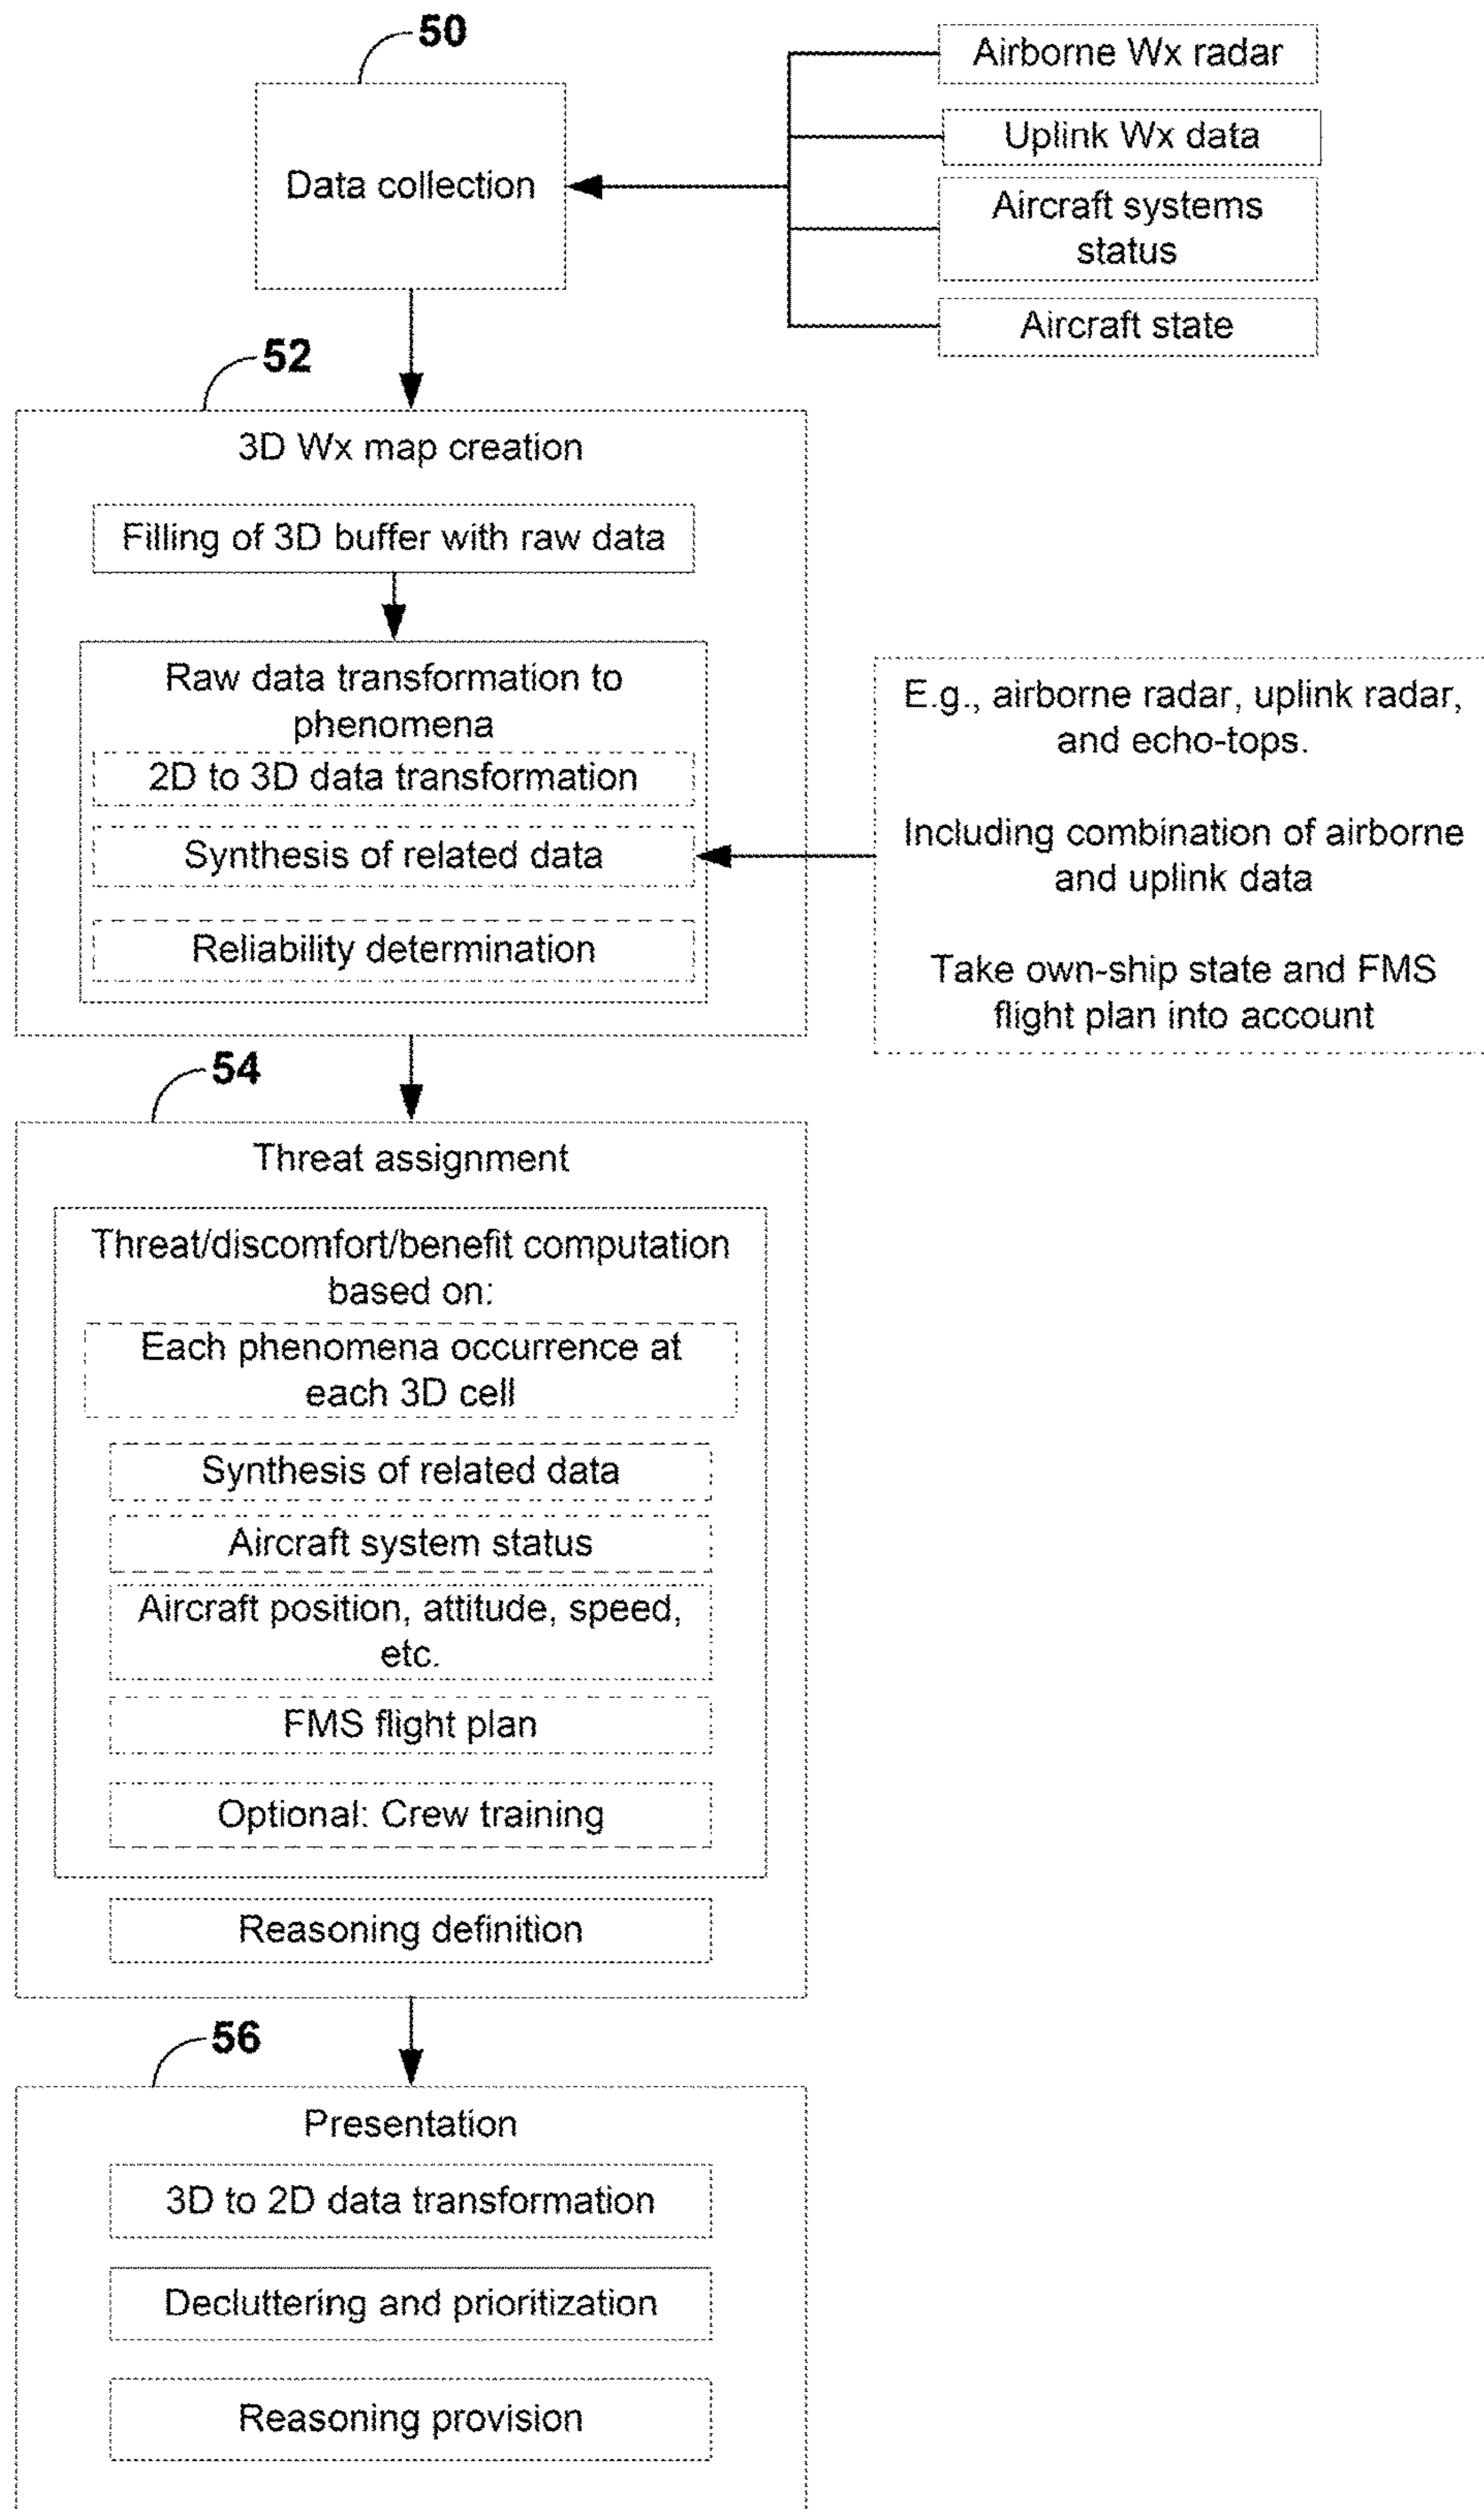 50
Data collection
Airborne Wx radar
Uplink Wx data
Aircraft systems
status
Aircraft state
52
3D Wx map creation
Filling of 3D buffer with raw data
Raw data transformation to
phenomena
2D to 3D data transformation
Synthesis of related data
Reliability determination
E.g., airborne radar, uplink radar,
and echo-tops.
Including combination of airborne
and uplink data
Take own-ship state and FMS
flight plan into account
54
Threat assignment
Threat/discomfort/benefit computation
based on:
Each phenomena occurrence at
each 3D cell
Synthesis of related data
Aircraft system status
Aircraft position, attitude, speed,
etc.
FMS flight plan
Optional: Crew training
Reasoning definition
56
Presentation
3D to 2D data transformation
Decluttering and prioritization
Reasoning provision